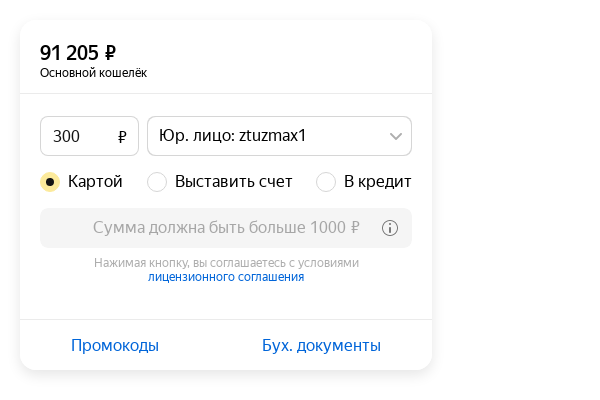 91 205 ₽
Основной кошелёк
300 ₽
Юр. лицо: ztuzmax1
Картой
Выставить счет
В кредит
Сумма должна быть больше 1000 ₽
Нажимая кнопку, вы соглашаетесь с условиями
лицензионного соглашения
Промокоды
Бух. документы